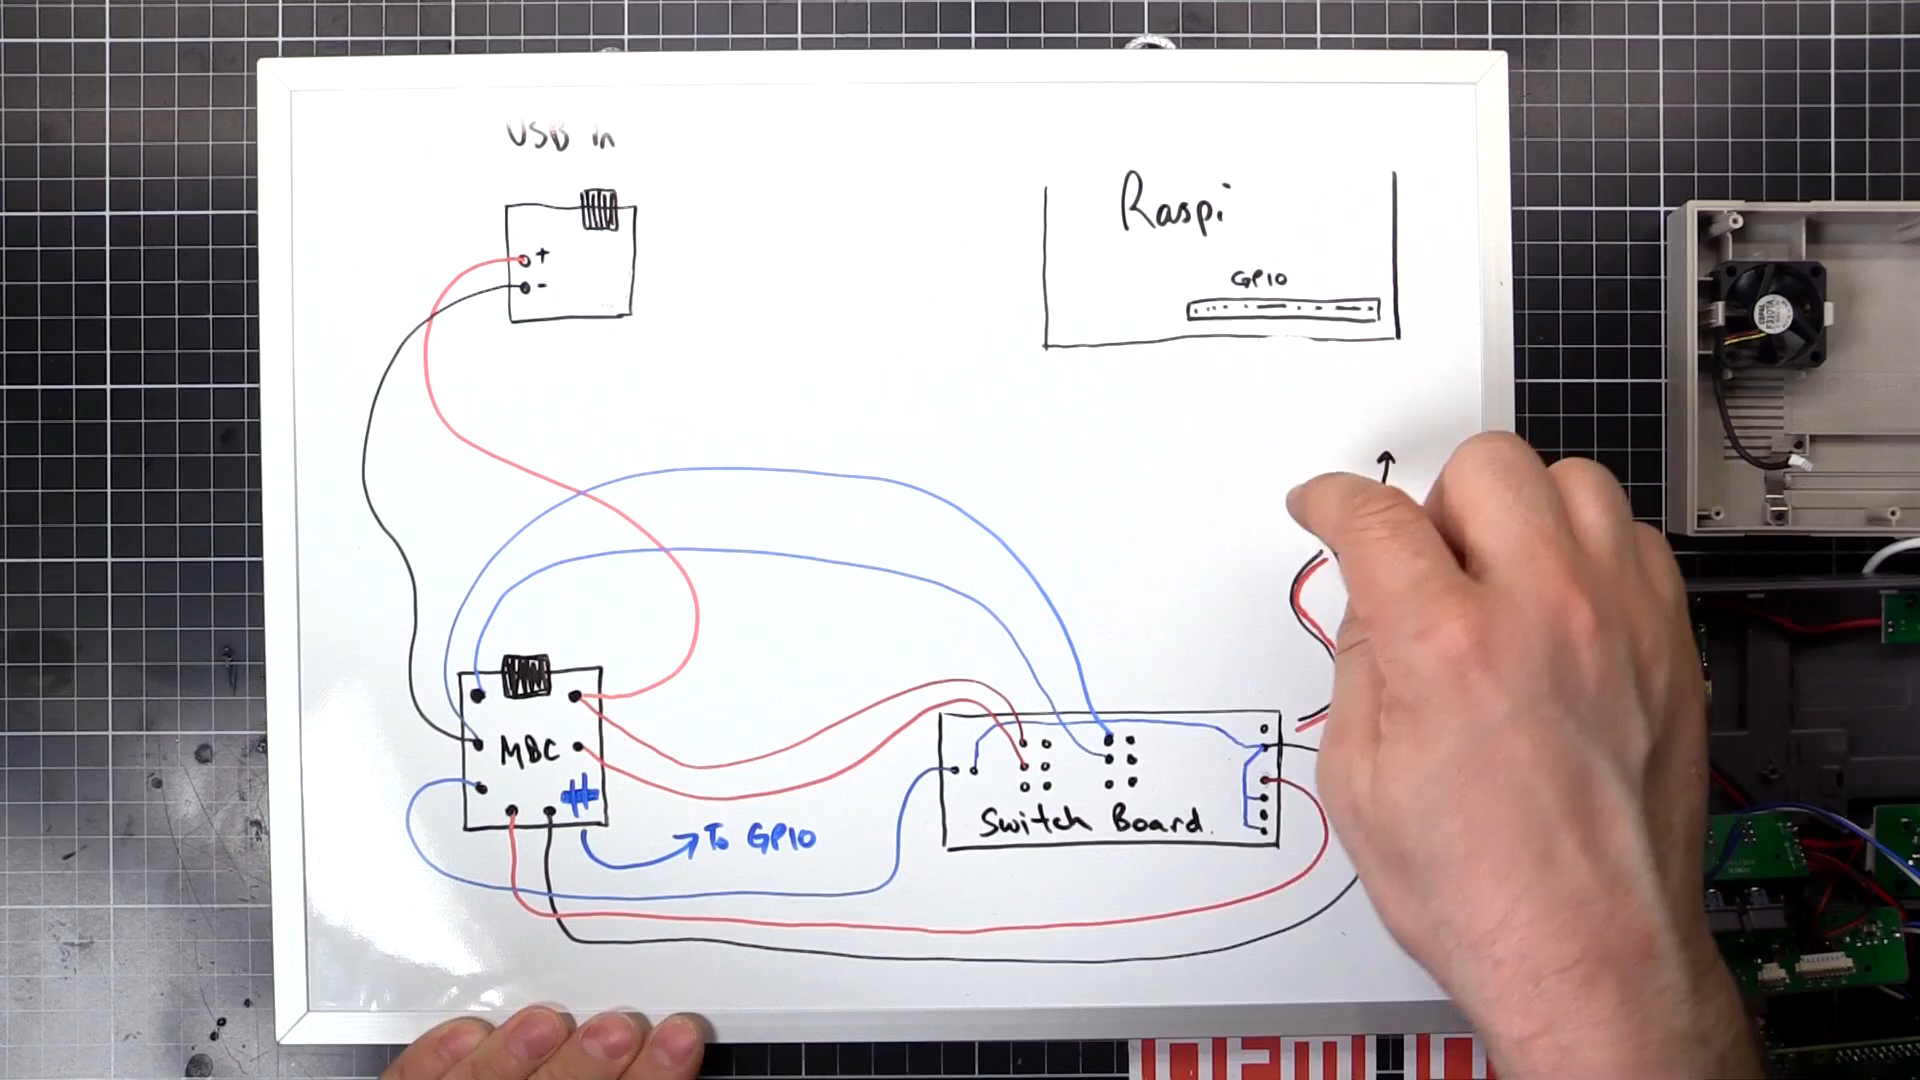 USB in
Raspi
GPIO
+
-
MBC
To GPIO
Switch Board.